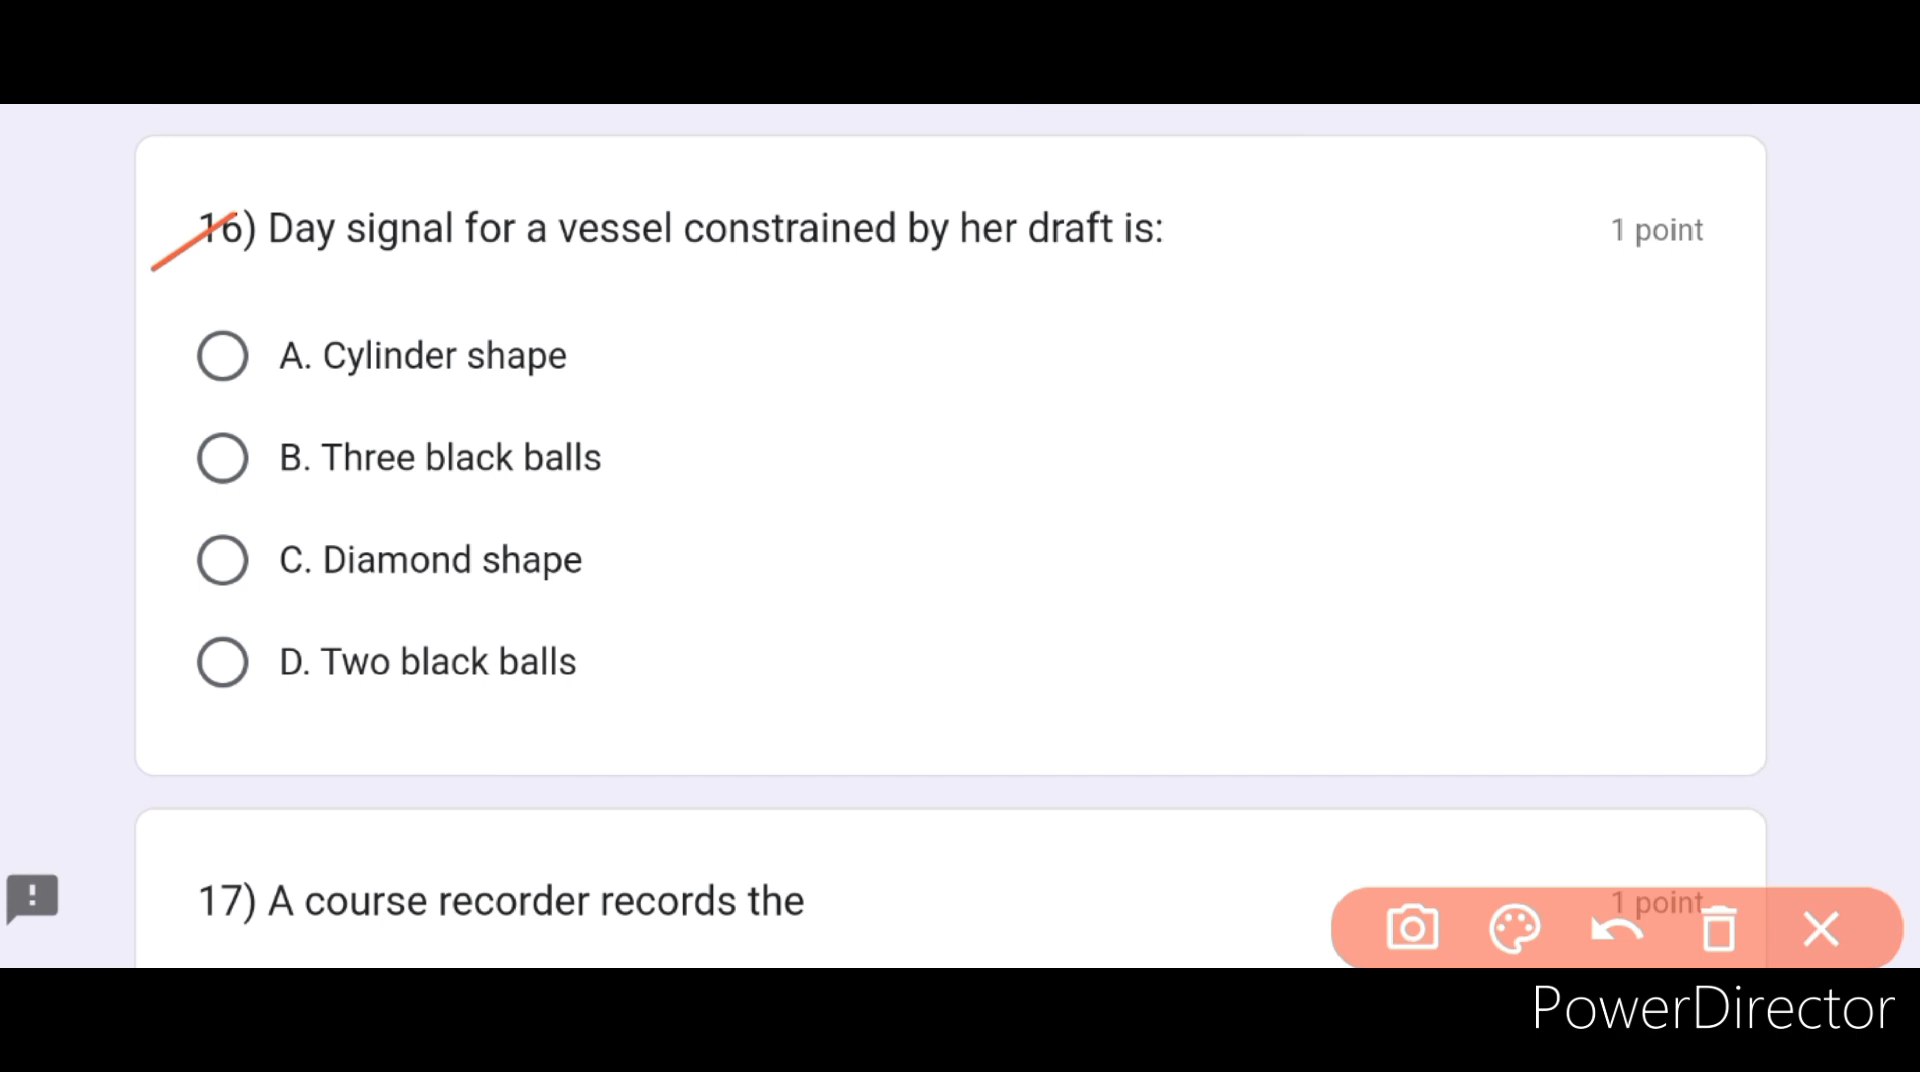 16) Day signal for a vessel constrained by her draft is:
1 point
A. Cylinder shape
B. Three black balls
C. Diamond shape
D. Two black balls
17) A course recorder records the
1 point
PowerDirector